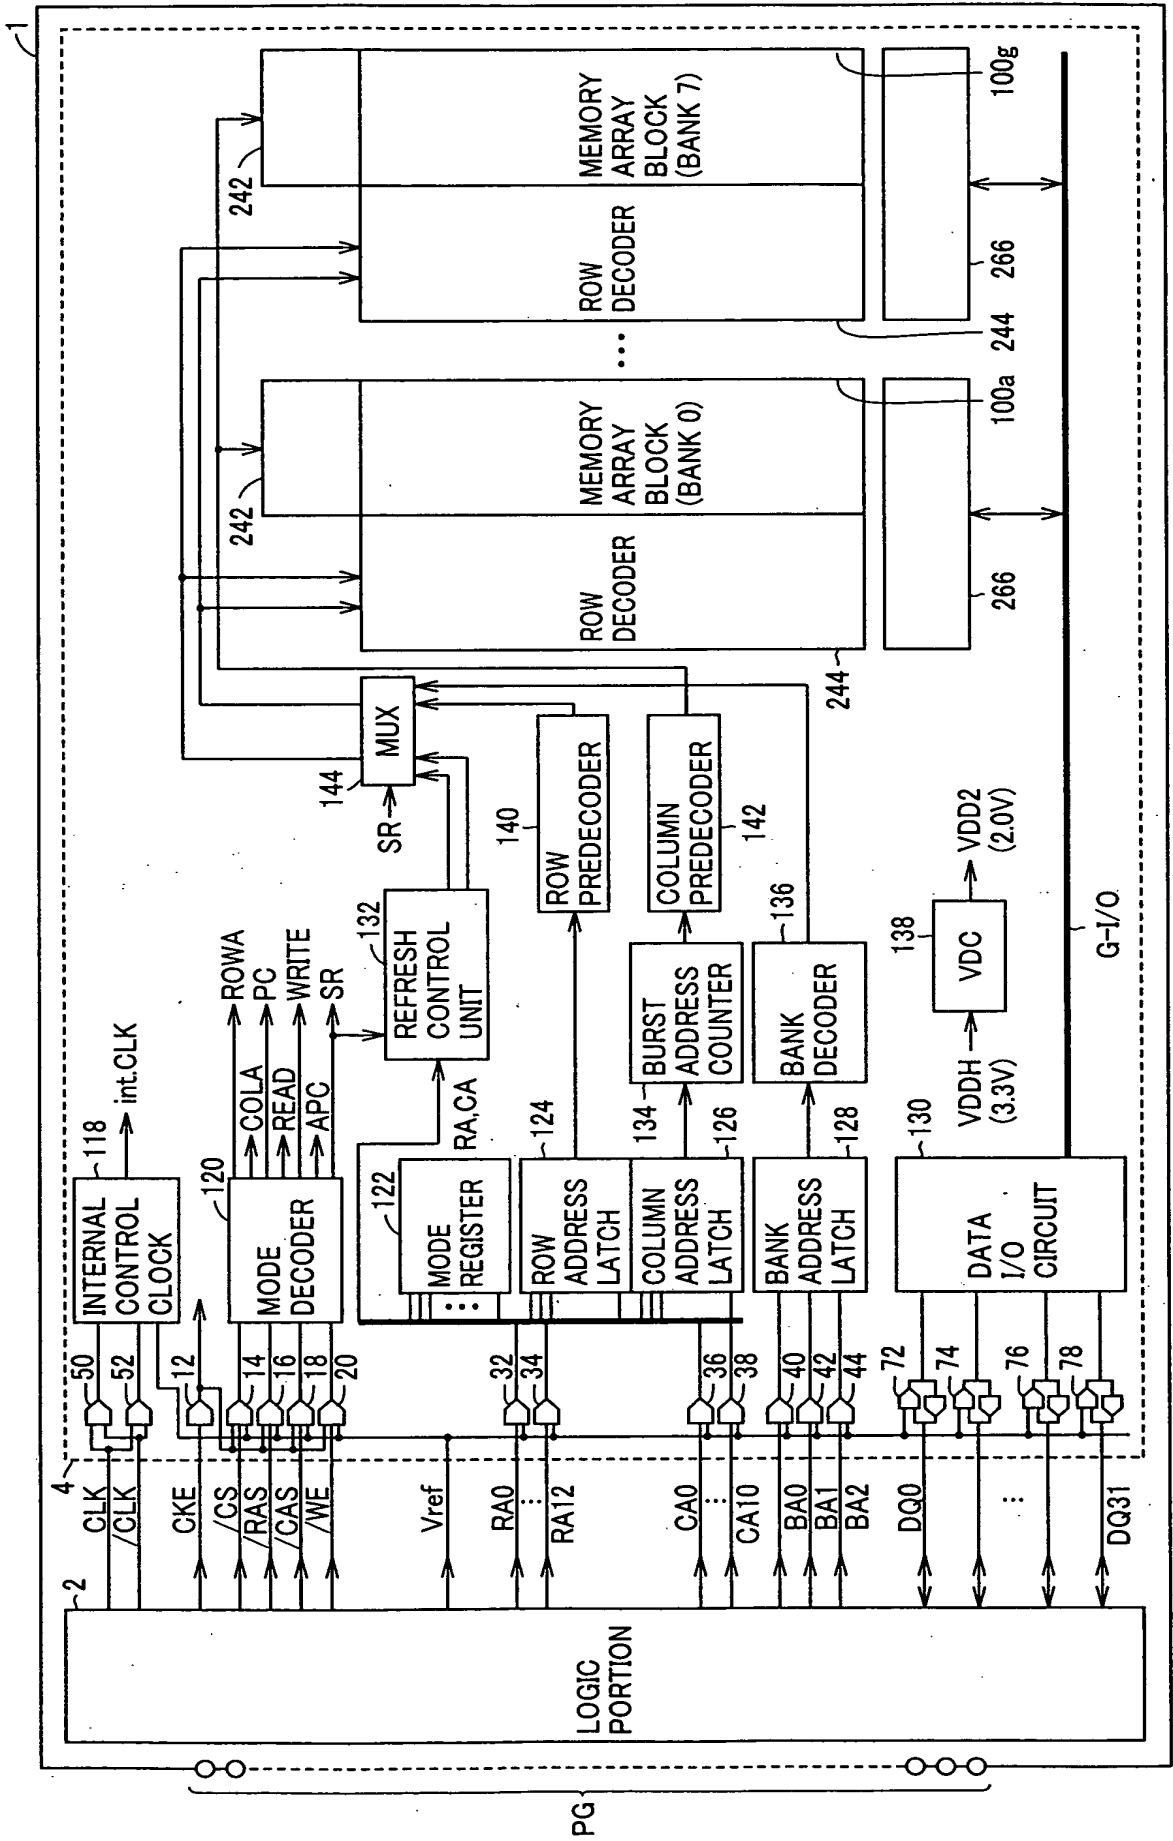 1
4
2
LOGIC
PORTION
PG
CLK
/CLK
CKE
/CS
/RAS
/CAS
/WE
Vref
RA0
...
RA12
CA0
...
CA10
BA0
BA1
BA2
DQ0
...
DQ31
50
52
12
14
16
18
20
32
34
36
38
40
42
44
72
74
76
78
INTERNAL
CONTROL
CLOCK
118
int.CLK
MODE
DECODER
120
ROWA
COLA
PC
READ
WRITE
APC
SR
MODE
REGISTER
...
122
RA,CA
REFRESH
CONTROL
UNIT
132
ROW
ADDRESS
LATCH
124
COLUMN
ADDRESS
LATCH
126
BANK
ADDRESS
LATCH
128
DATA
I/O
CIRCUIT
130
BURST
ADDRESS
COUNTER
134
BANK
DECODER
136
ROW
PREDECODER
140
COLUMN
PREDECODER
142
SR
MUX
144
VDDH
(3.3V)
VDC
138
VDD2
(2.0V)
G-I/O
242
ROW
DECODER
MEMORY
ARRAY
BLOCK
(BANK 0)
244
266
100a
...
242
ROW
DECODER
MEMORY
ARRAY
BLOCK
(BANK 7)
244
266
100g